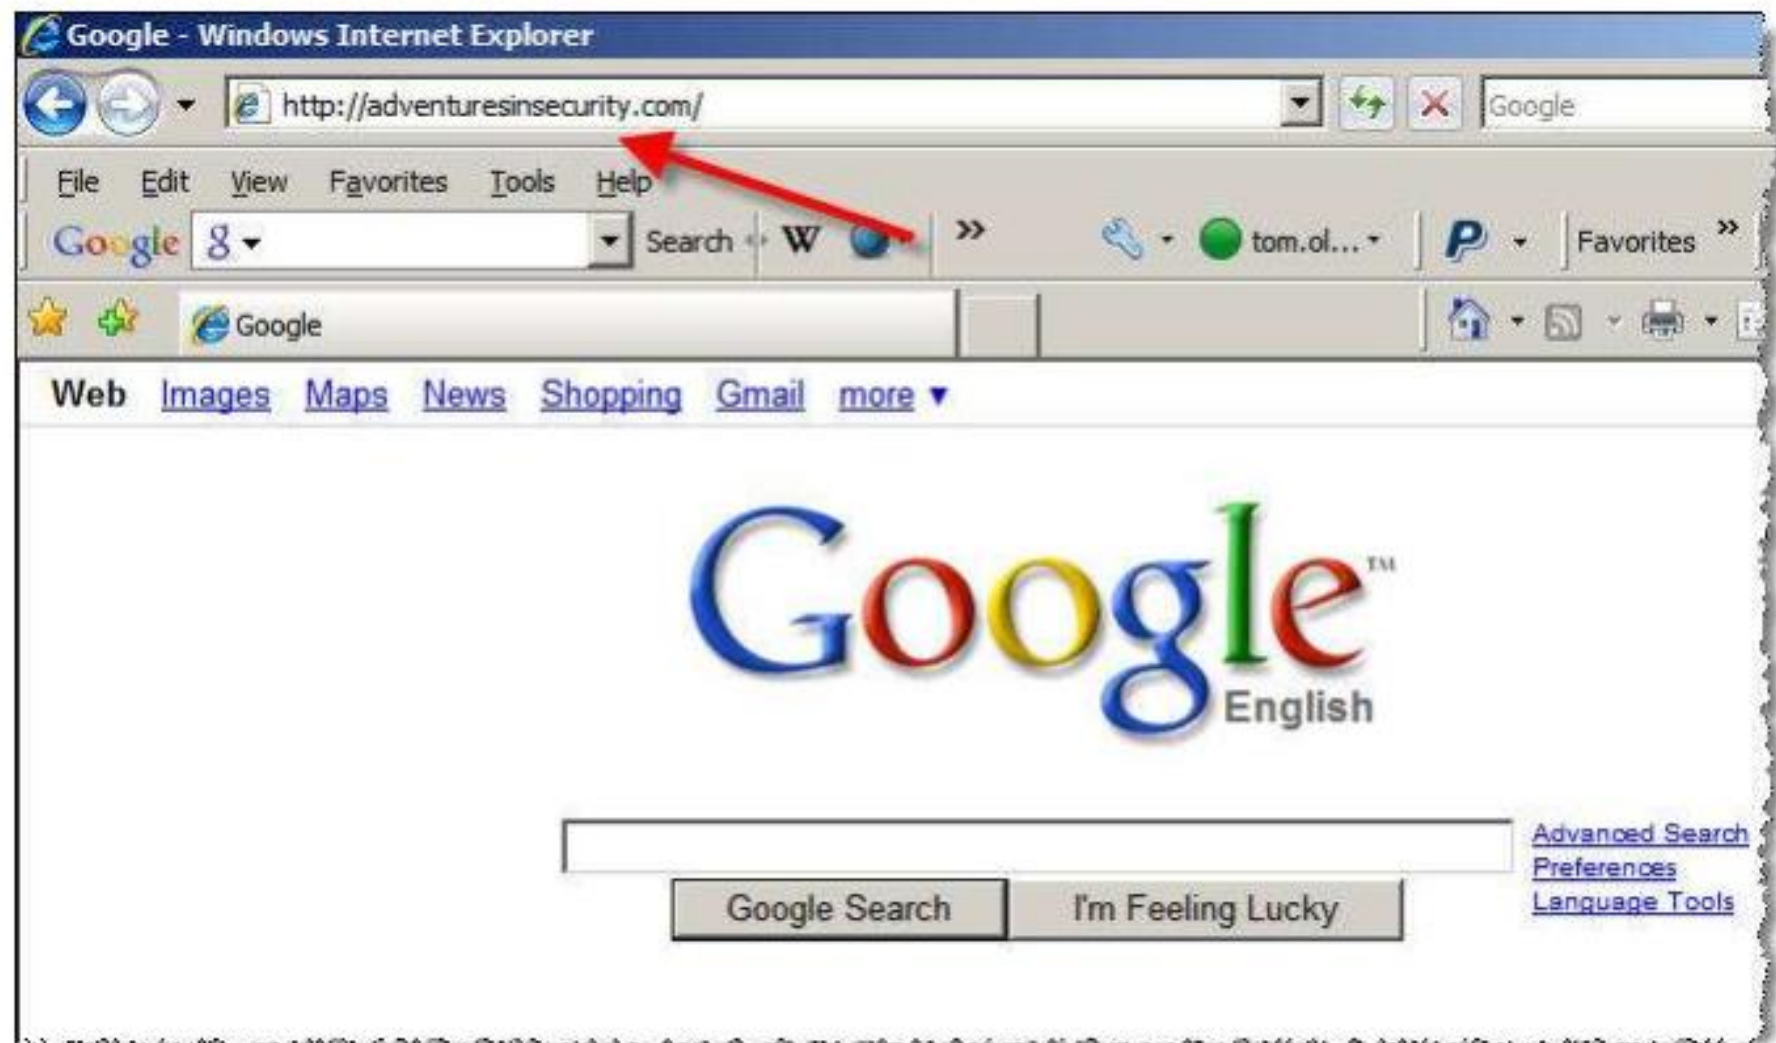 Google - Windows Internet Explorer
http://adventuresinsecurity.com/
Google
File Edit View Favorites Tools Help
Google g Search W » tom.ol... P Favorites »
Google
Web Images Maps News Shopping Gmail more
Google™
English
Advanced Search
Preferences
Language Tools
Google Search I'm Feeling Lucky